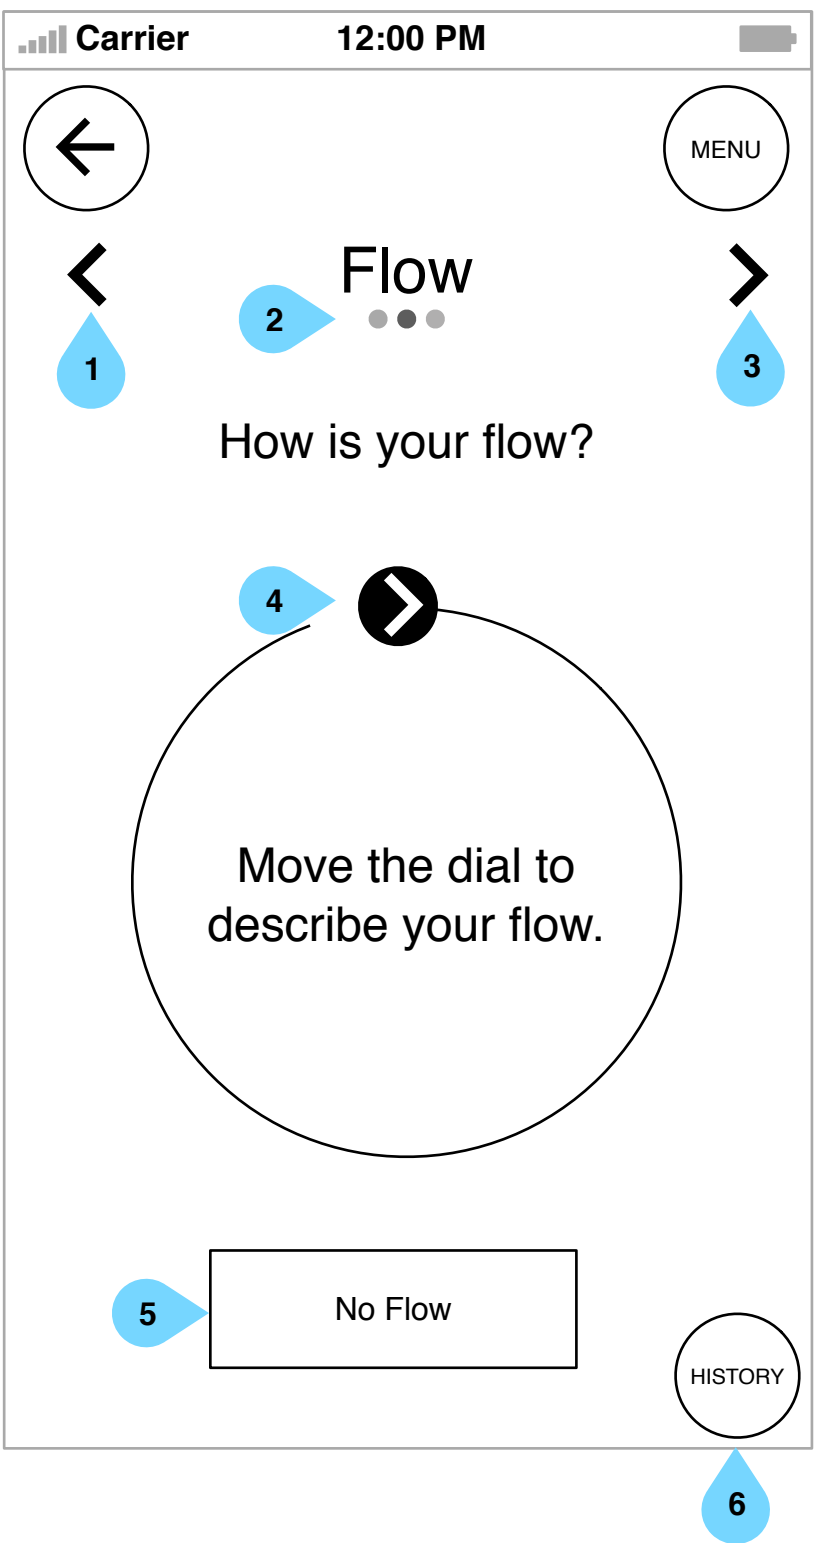 Carrier 12:00 PM
MENU
Flow
2
1
3
How is your flow?
4
Move the dial to
describe your flow.
5
No Flow
HISTORY
6